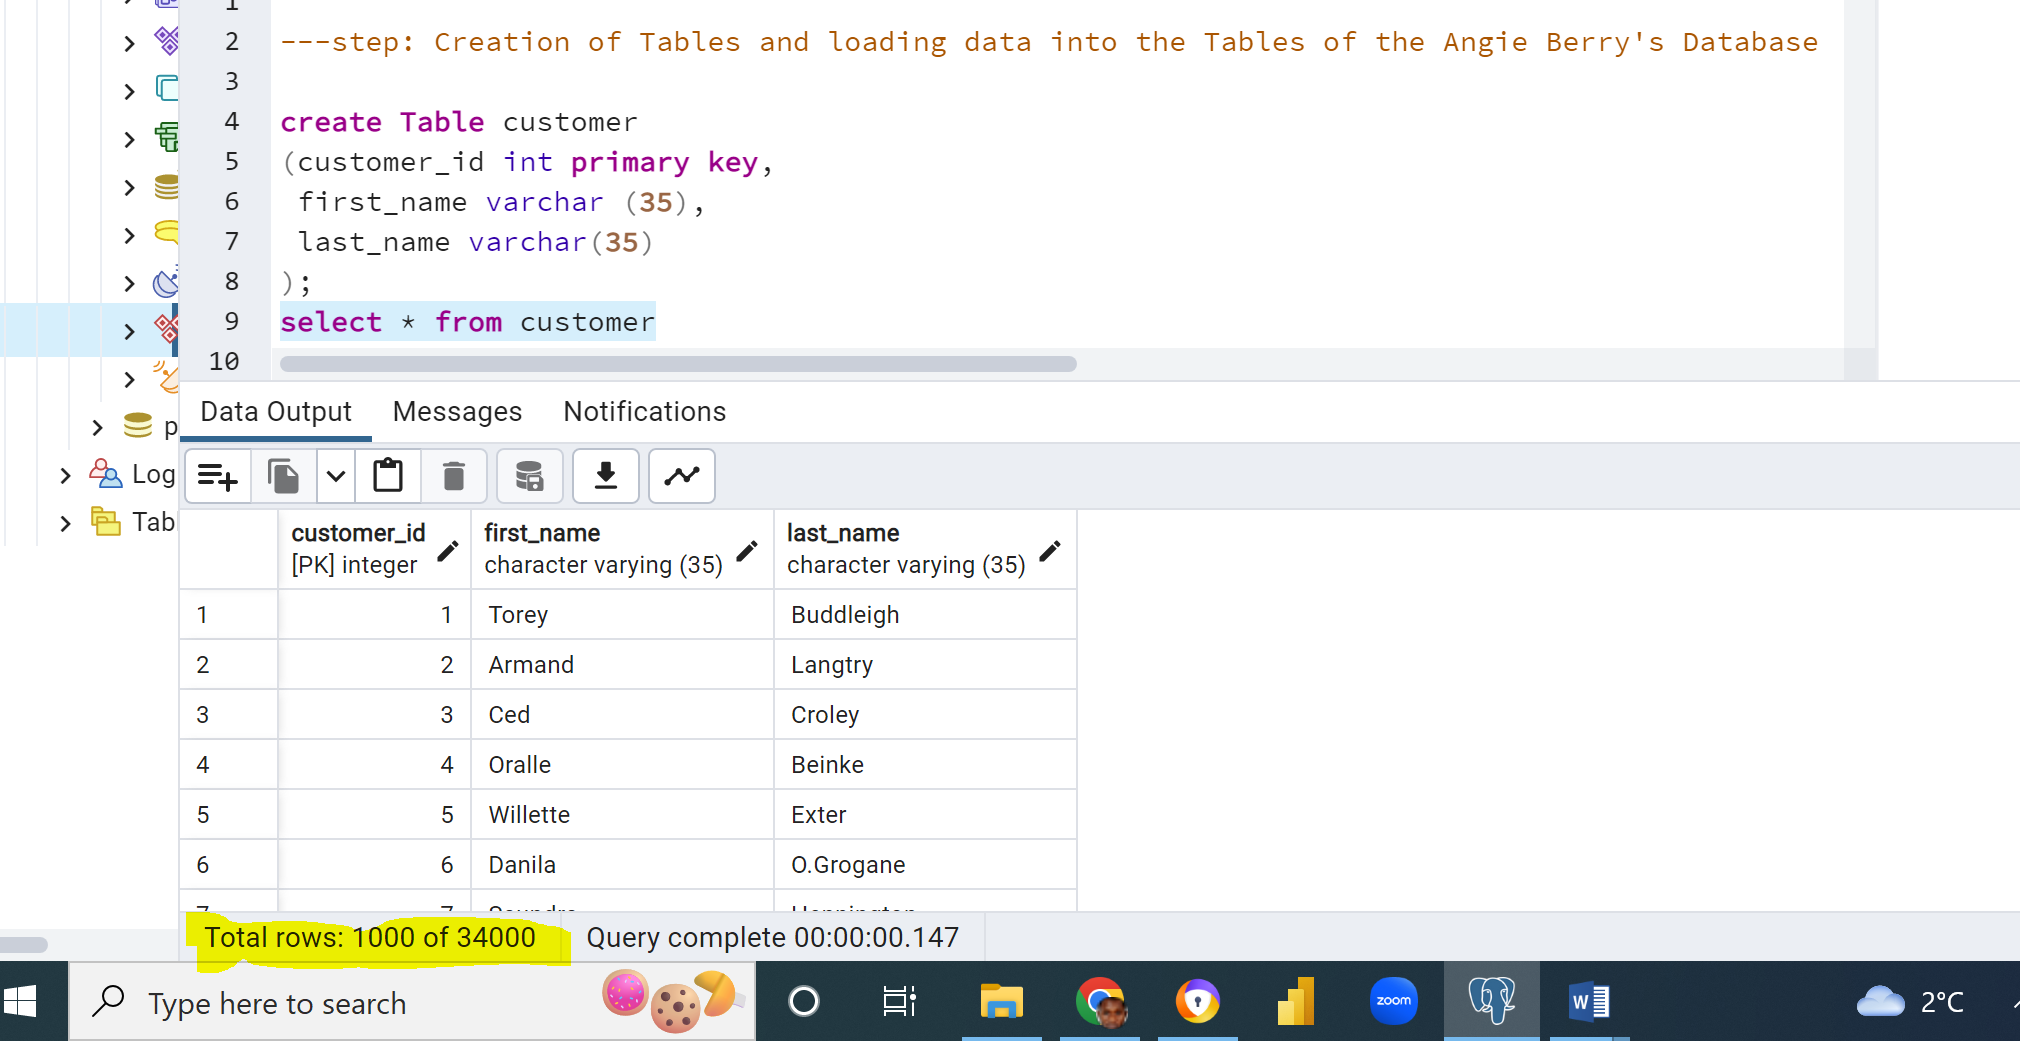 1
2 ---step: Creation of Tables and loading data into the Tables of the Angie Berry's Database
3
4 create Table customer
5 (customer_id int primary key,
6 first_name varchar (35),
7 last_name varchar(35)
8 );
9 select * from customer
10
p
Log
Tab
Data Output Messages Notifications
customer_id first_name last_name
[PK] integer character varying (35) character varying (35)
1 1 Torey Buddleigh
2 2 Armand Langtry
3 3 Ced Croley
4 4 Oralle Beinke
5 5 Willette Exter
6 6 Danila O.Grogane
7 7
Total rows: 1000 of 34000 Query complete 00:00:00.147
Type here to search zoom W 2°C